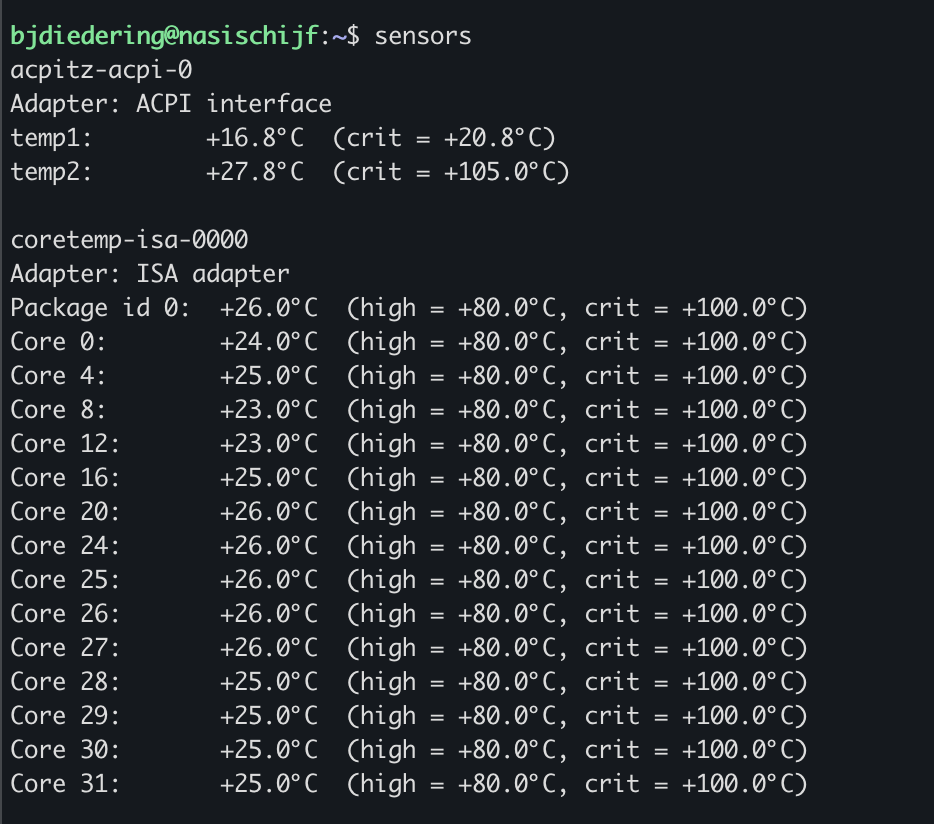 bjdiedering@nasischijf:~$ sensors
acpitz-acpi-0
Adapter: ACPI interface
temp1:        +16.8°C  (crit = +20.8°C)
temp2:        +27.8°C  (crit = +105.0°C)

coretemp-isa-0000
Adapter: ISA adapter
Package id 0:  +26.0°C  (high = +80.0°C, crit = +100.0°C)
Core 0:        +24.0°C  (high = +80.0°C, crit = +100.0°C)
Core 4:        +25.0°C  (high = +80.0°C, crit = +100.0°C)
Core 8:        +23.0°C  (high = +80.0°C, crit = +100.0°C)
Core 12:       +23.0°C  (high = +80.0°C, crit = +100.0°C)
Core 16:       +25.0°C  (high = +80.0°C, crit = +100.0°C)
Core 20:       +26.0°C  (high = +80.0°C, crit = +100.0°C)
Core 24:       +26.0°C  (high = +80.0°C, crit = +100.0°C)
Core 25:       +26.0°C  (high = +80.0°C, crit = +100.0°C)
Core 26:       +26.0°C  (high = +80.0°C, crit = +100.0°C)
Core 27:       +26.0°C  (high = +80.0°C, crit = +100.0°C)
Core 28:       +25.0°C  (high = +80.0°C, crit = +100.0°C)
Core 29:       +25.0°C  (high = +80.0°C, crit = +100.0°C)
Core 30:       +25.0°C  (high = +80.0°C, crit = +100.0°C)
Core 31:       +25.0°C  (high = +80.0°C, crit = +100.0°C)